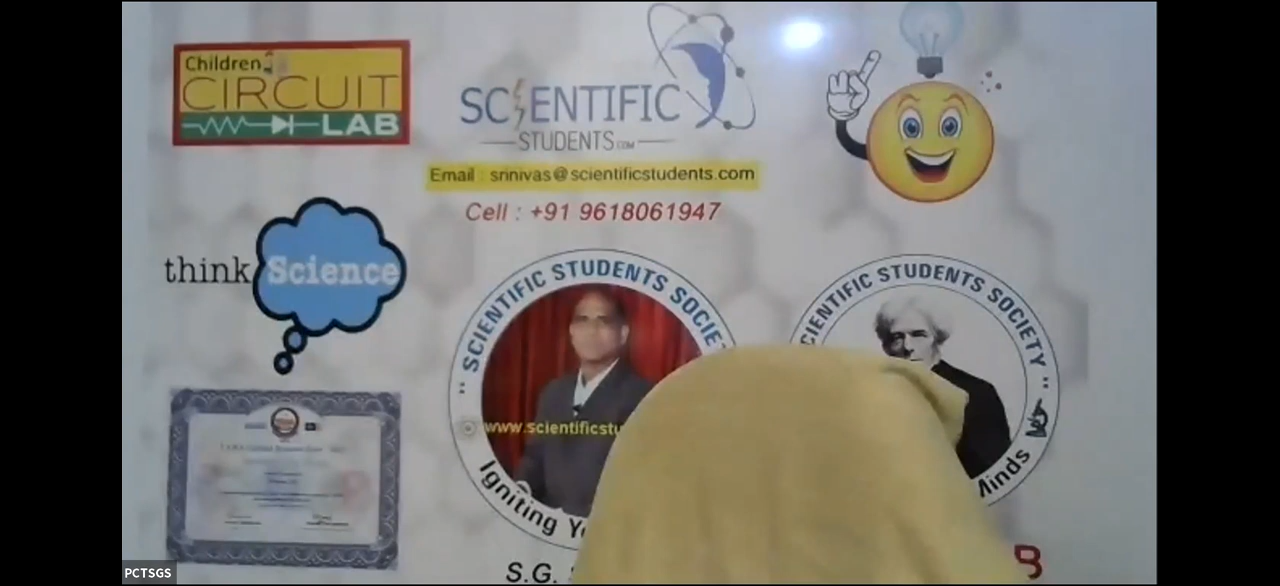 Children
CIRCUIT
LAB
SCIENTIFIC
STUDENTS.COM
Email : srinivas@scientificstudents.com
Cell : +91 9618061947
think Science
" SCIENTIFIC STUDENTS SOCIE
www.scientificstu
Igniting Y
S.G.
CIENTIFIC STUDENTS SOCIETY "
Minds
B
PCTSGS